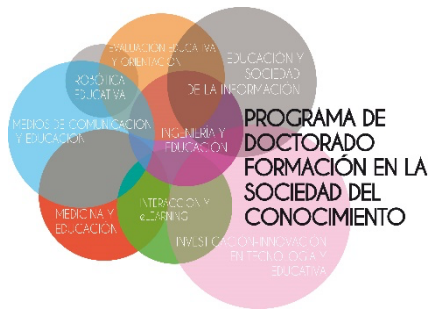 EVALUACIÓN EDUCATIVA
Y ORIENTACIÓN
EDUCACIÓN Y
SOCIEDAD
DE LA INFORMACIÓN
ROBÓTICA
EDUCATIVA
MEDIOS DE COMUNICACIÓN
Y EDUCACIÓN
INGENIERÍA Y
EDUCACIÓN
PROGRAMA DE
DOCTORADO
FORMACIÓN EN LA
SOCIEDAD DEL
CONOCIMIENTO
MEDICINA Y
EDUCACIÓN
INTERACCIÓN Y
eLEARNING
INVESTIGACIÓN-INNOVACIÓN
EN TECNOLOGÍA
EDUCATIVA